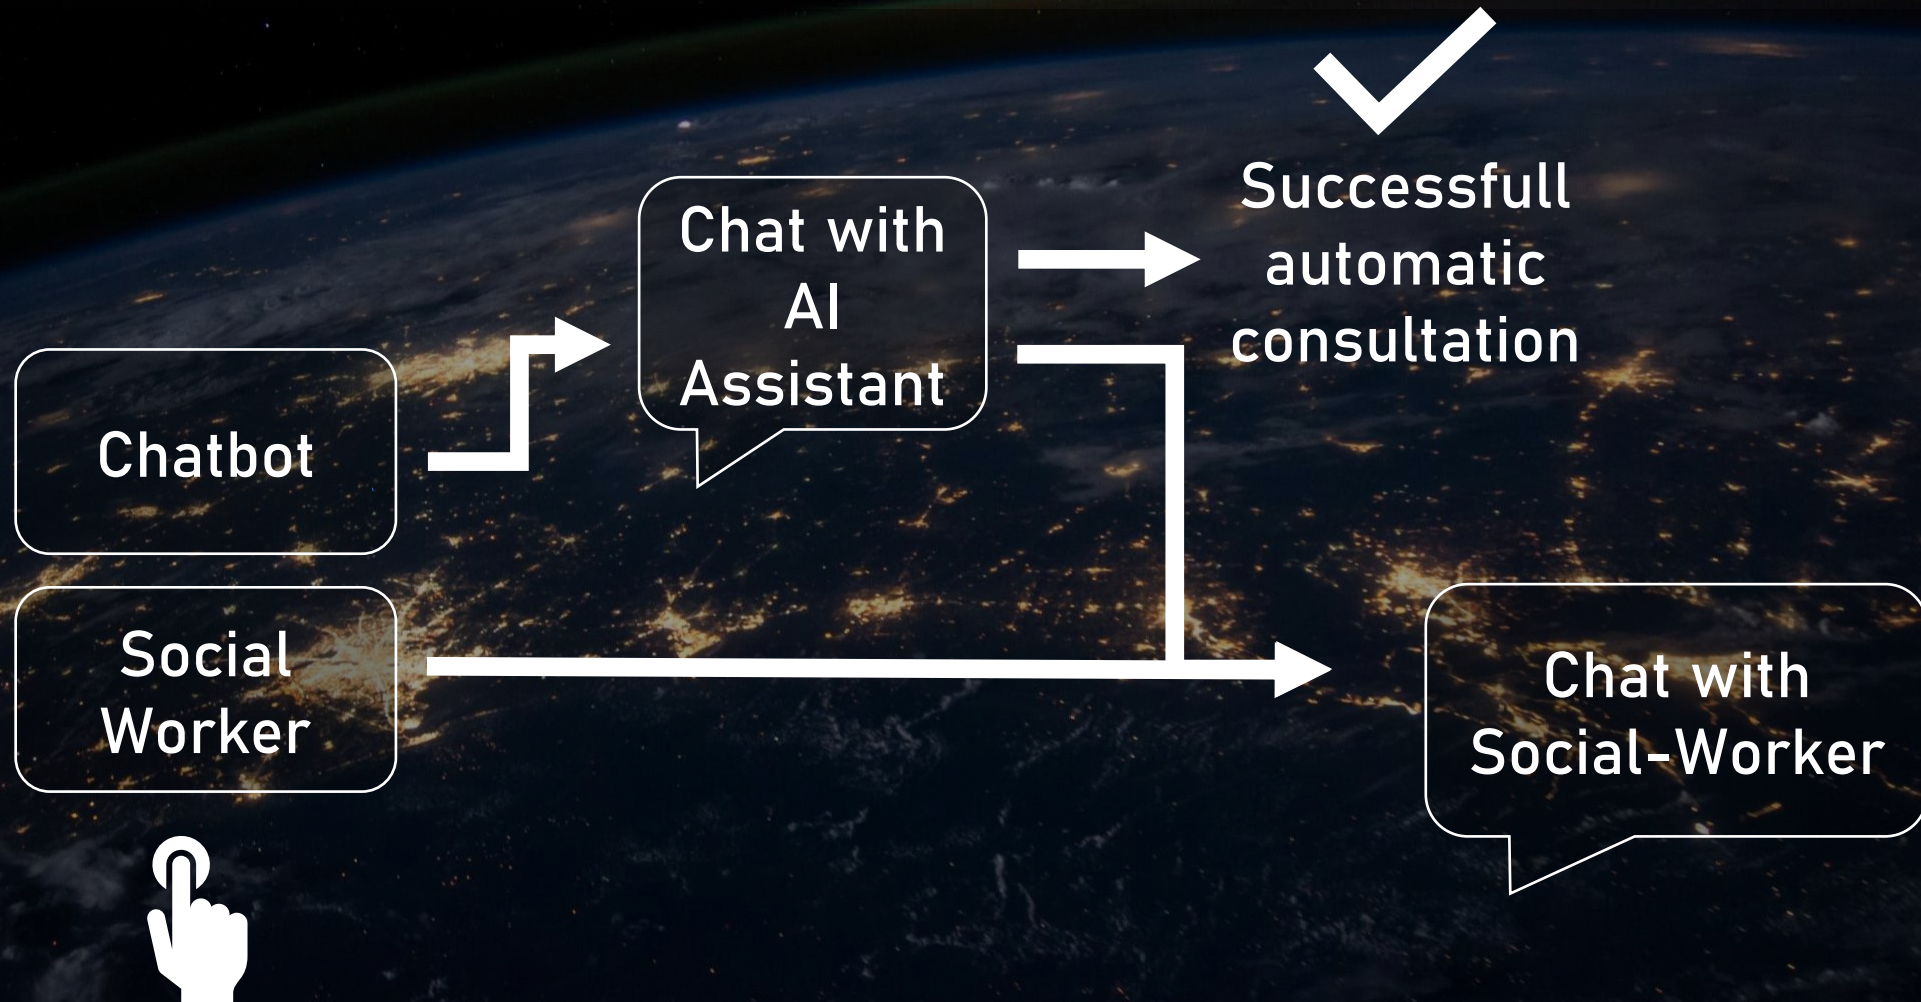 Chatbot
Social
Worker
Chat with
AI
Assistant
Successfull
automatic
consultation
Chat with
Social-Worker